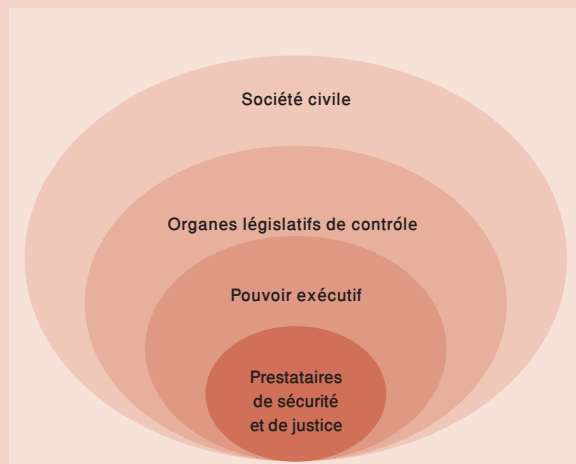 Société civile
Organes législatifs de contrôle
Pouvoir exécutif
Prestataires
de sécurité
et de justice